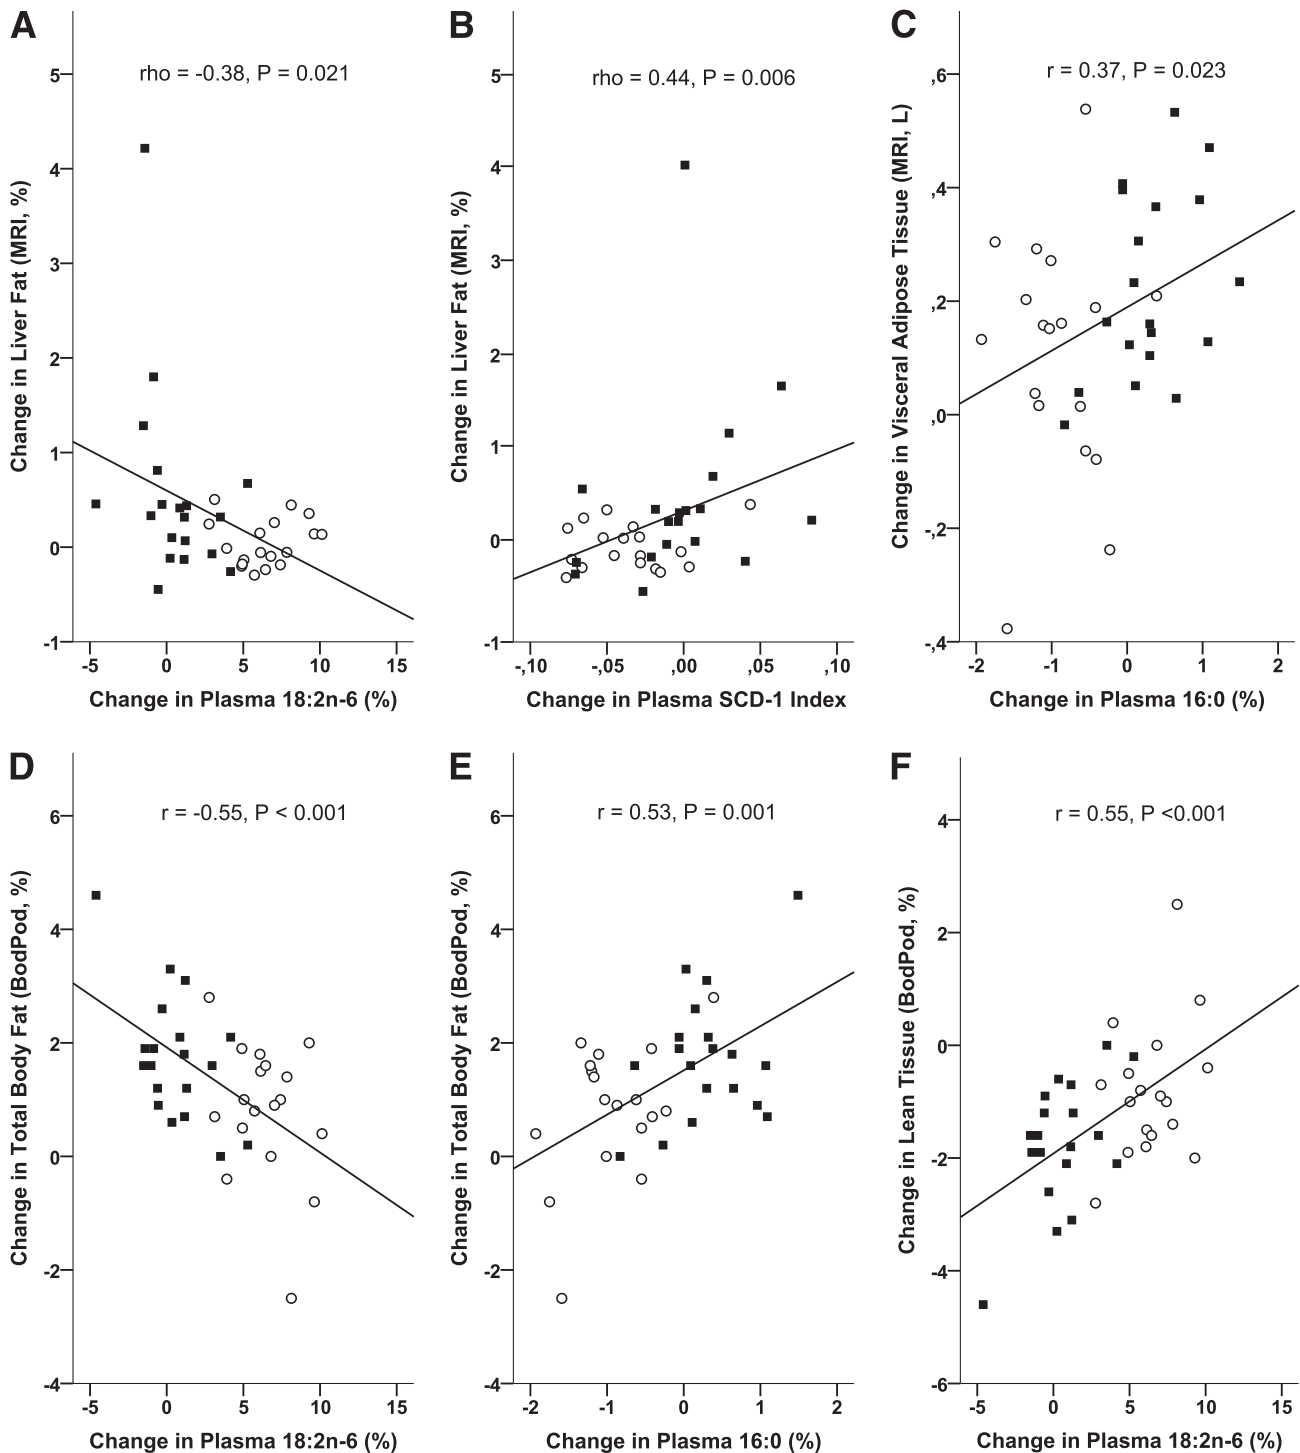 A
rho = -0.38, P = 0.021
Change in Liver Fat (MRI, %)
5
4
3
2
1
0
-1
-5 0 5 10 15
Change in Plasma 18:2n-6 (%)
B
rho = 0.44, P = 0.006
Change in Liver Fat (MRI, %)
5
4
3
2
1
0
-1
-,10 -,05 ,00 ,05 ,10
Change in Plasma SCD-1 Index
C
r = 0.37, P = 0.023
Change in Visceral Adipose Tissue (MRI, L)
,6
,4
,2
,0
-,2
-,4
-2 -1 0 1 2
Change in Plasma 16:0 (%)
D
r = -0.55, P < 0.001
Change in Total Body Fat (BodPod, %)
6
4
2
0
-2
-4
-5 0 5 10 15
Change in Plasma 18:2n-6 (%)
E
r = 0.53, P = 0.001
Change in Total Body Fat (BodPod, %)
6
4
2
0
-2
-4
-2 -1 0 1 2
Change in Plasma 16:0 (%)
F
r = 0.55, P <0.001
Change in Lean Tissue (BodPod, %)
4
2
0
-2
-4
-6
-5 0 5 10 15
Change in Plasma 18:2n-6 (%)